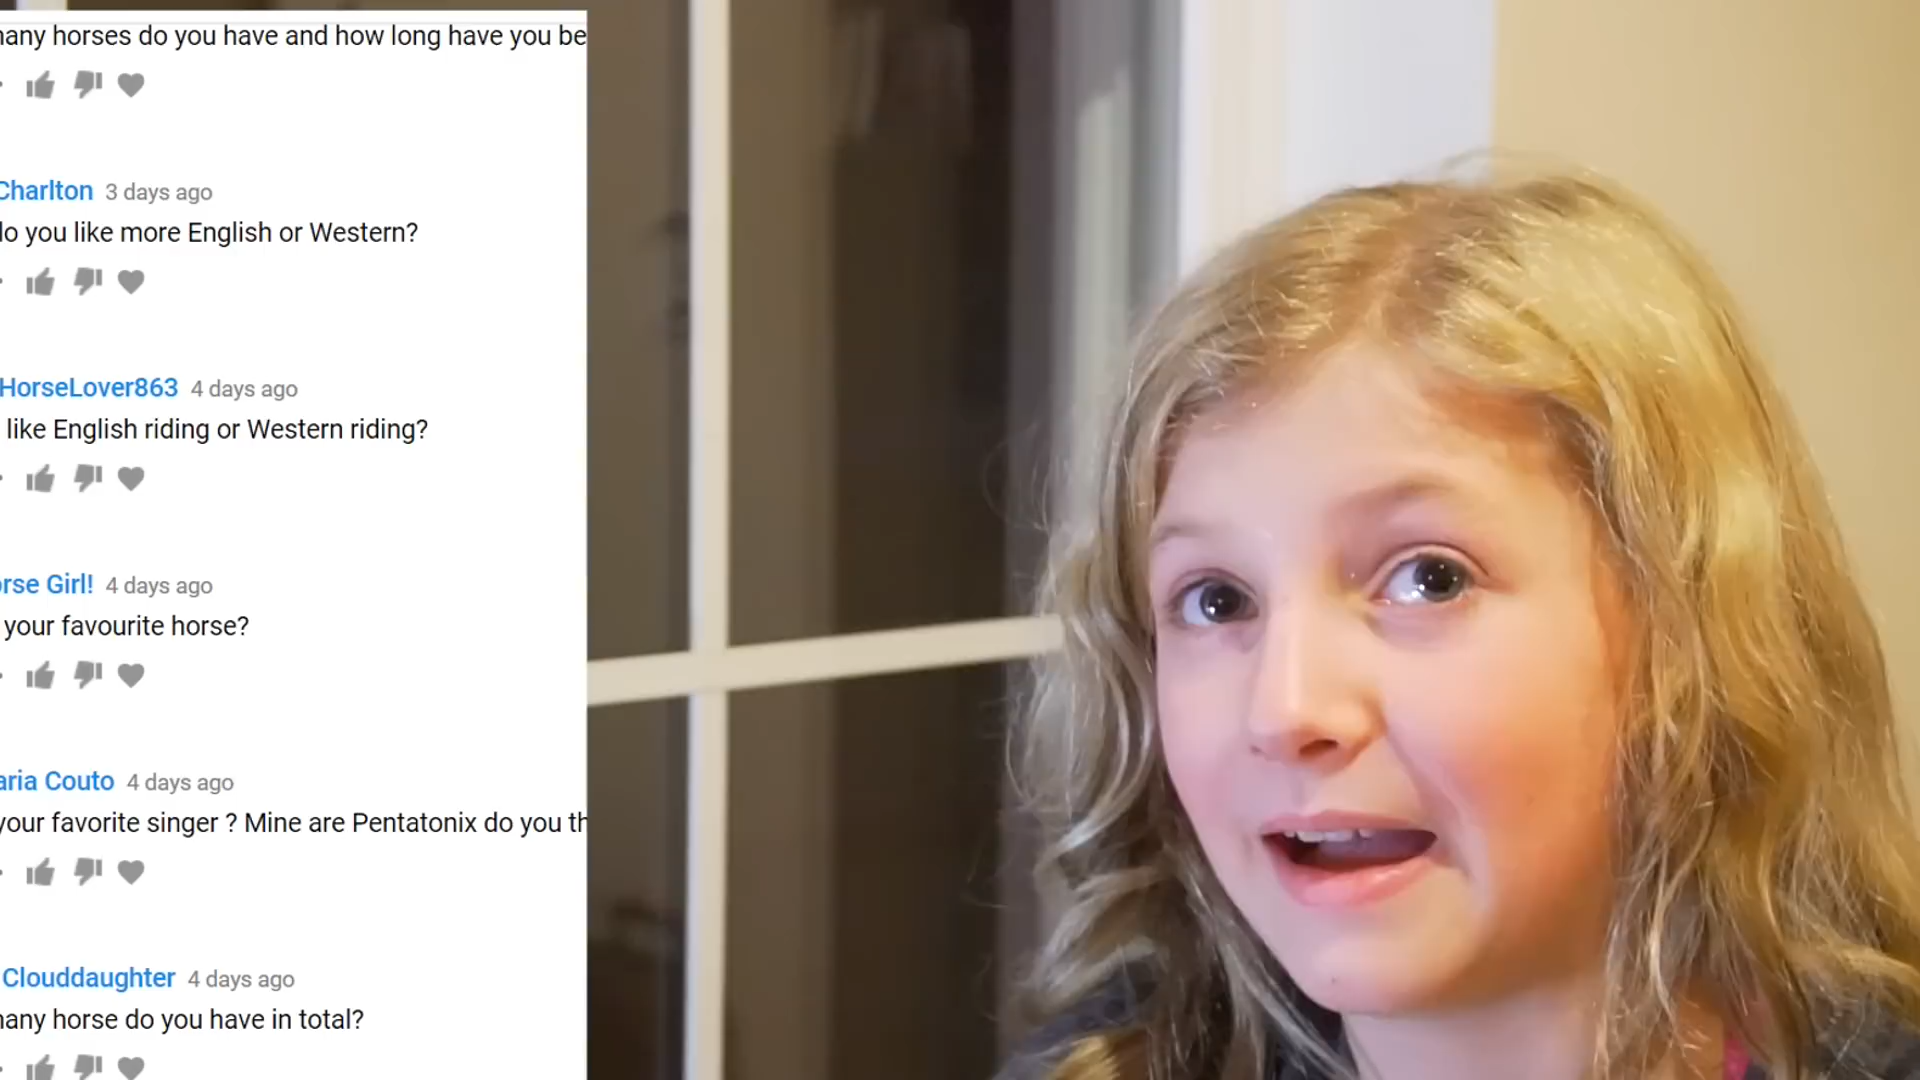 any horses do you have and how long have you be
Charlton 3 days ago
do you like more English or Western?
HorseLover863 4 days ago
like English riding or Western riding?
rse Girl! 4 days ago
your favourite horse?
aria Couto 4 days ago
your favorite singer ? Mine are Pentatonix do you th
Clouddaughter 4 days ago
any horse do you have in total?